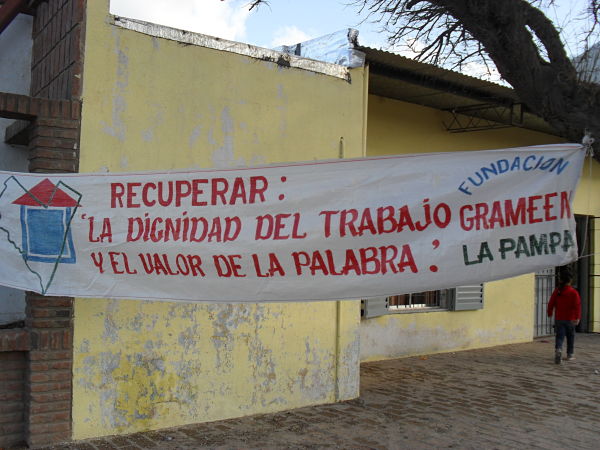 RECUPERAR:
"LA DIGNIDAD DEL TRABAJO
Y EL VALOR DE LA PALABRA."
FUNDACION
GRAMEEN
LA PAMPA